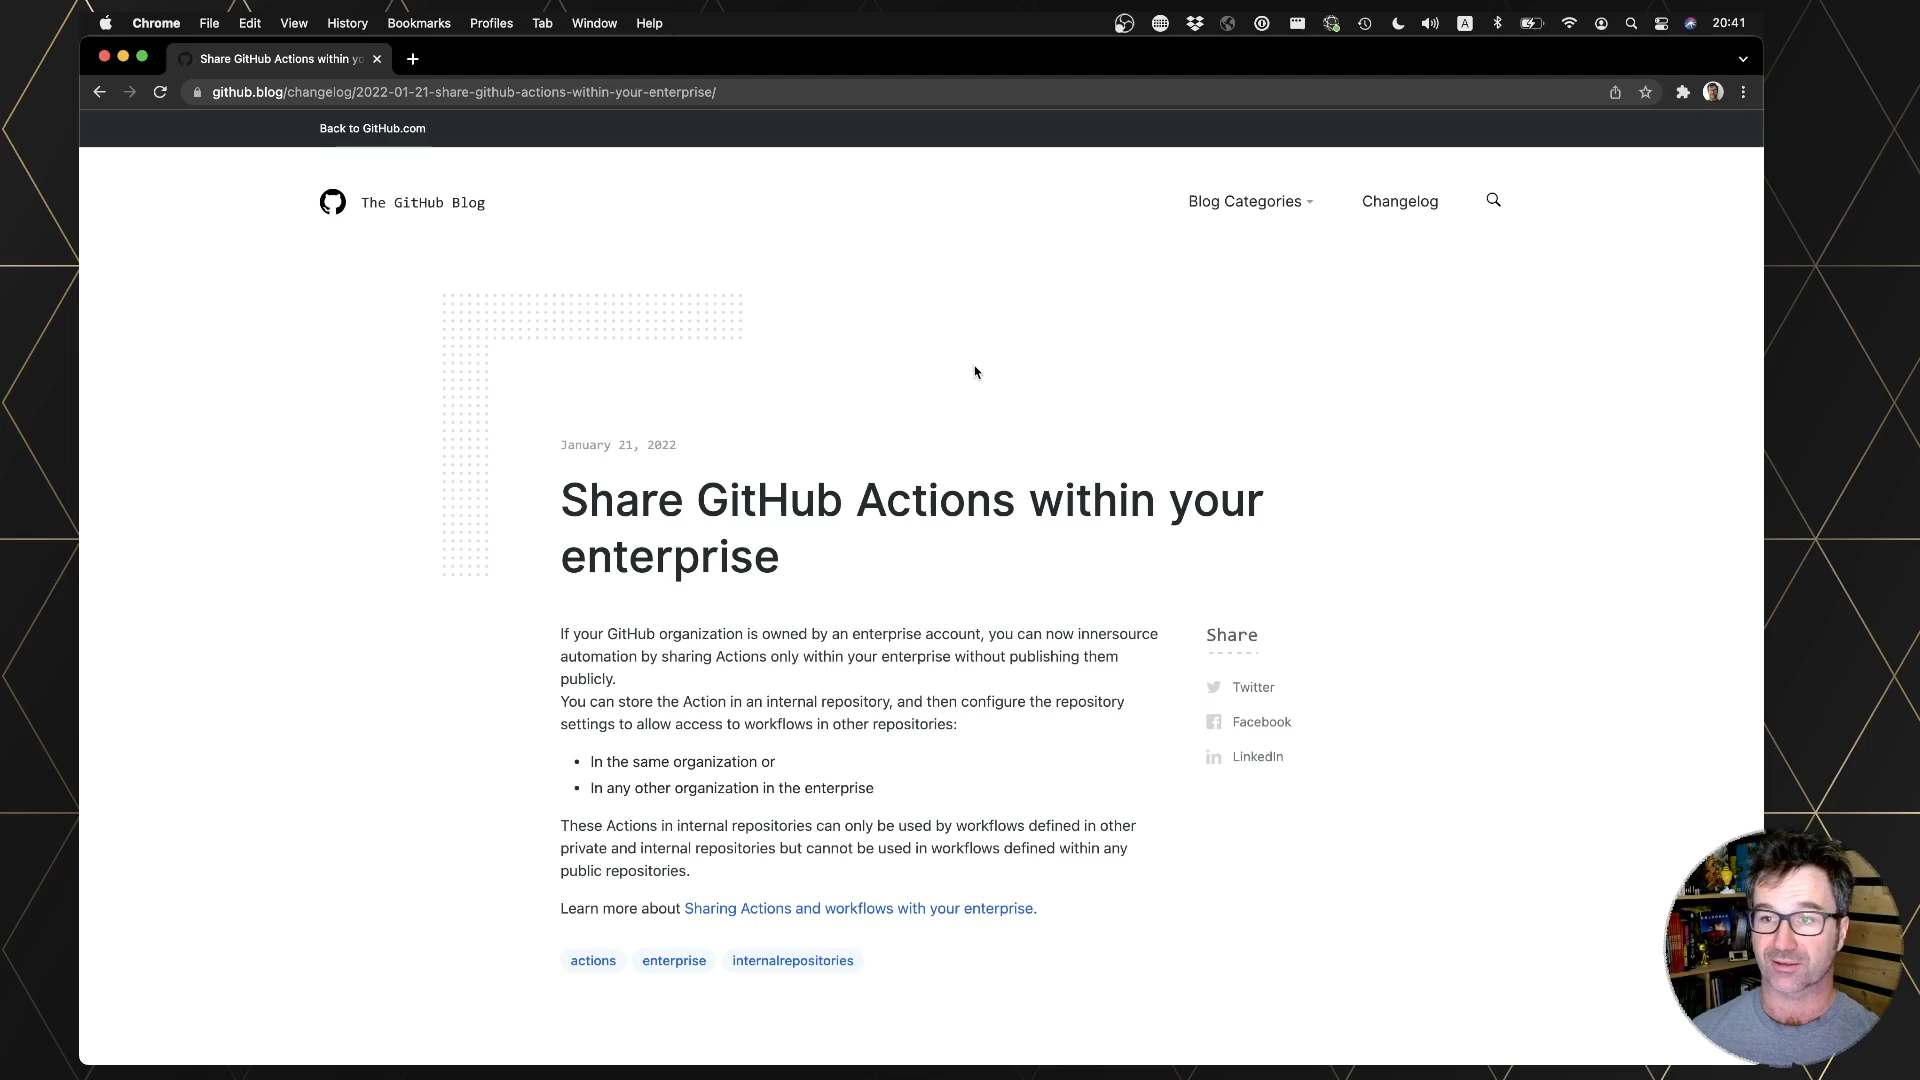 Chrome File Edit View History Bookmarks Profiles Tab Window Help A 20:41
Share GitHub Actions within yo
github.blog/changelog/2022-01-21-share-github-actions-within-your-enterprise/
Back to GitHub.com
The GitHub Blog
Blog Categories Changelog
January 21, 2022
Share GitHub Actions within your
enterprise
If your GitHub organization is owned by an enterprise account, you can now innersource
automation by sharing Actions only within your enterprise without publishing them
publicly.
You can store the Action in an internal repository, and then configure the repository
settings to allow access to workflows in other repositories:
• In the same organization or
• In any other organization in the enterprise
These Actions in internal repositories can only be used by workflows defined in other
private and internal repositories but cannot be used in workflows defined within any
public repositories.
Learn more about Sharing Actions and workflows with your enterprise.
actions enterprise internalrepositories
Share
Twitter
Facebook
LinkedIn